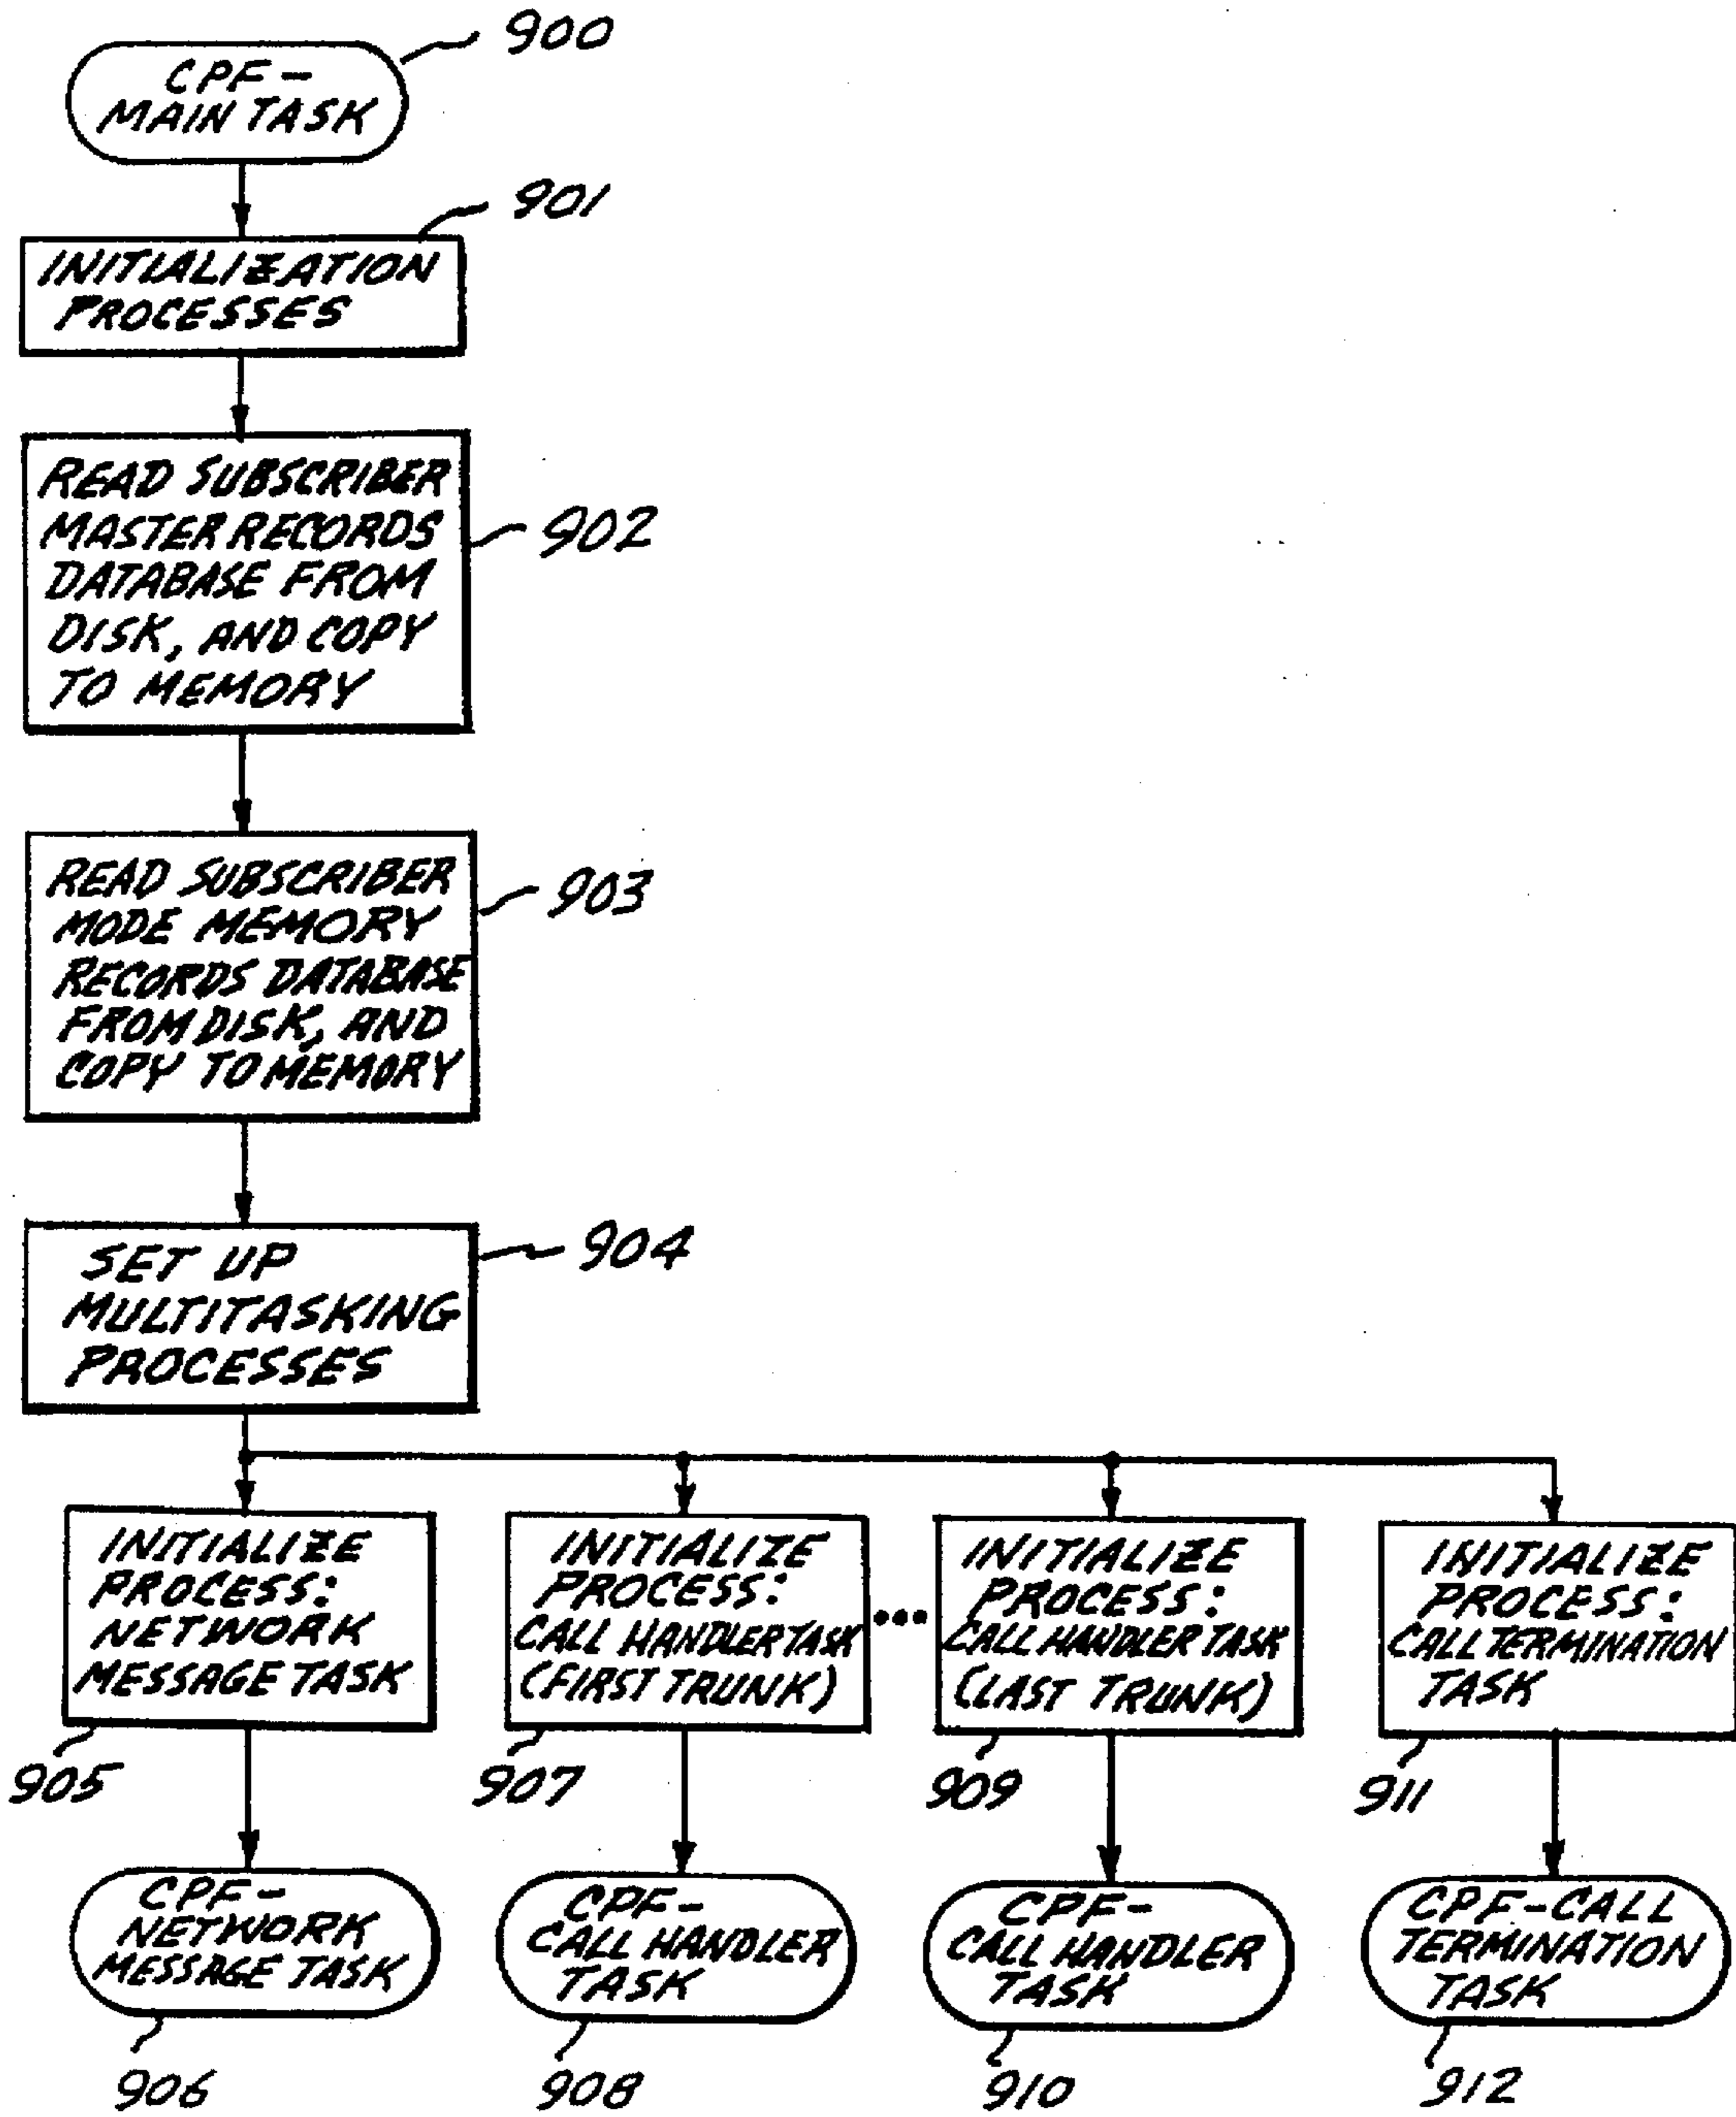 900
CPF-
MAIN TASK
901
INITIALIZATION
PROCESSES
READ SUBSCRIBER
MASTER RECORDS
DATABASE FROM
DISK, AND COPY
TO MEMORY
902
READ SUBSCRIBER
MODE MEMORY
RECORDS DATABASE
FROM DISK, AND
COPY TO MEMORY
903
SET UP
MULTITASKING
PROCESSES
904
INITIALIZE
PROCESS:
NETWORK
MESSAGE TASK
905
INITIALIZE
PROCESS:
CALL HANDLER TASK
(FIRST TRUNK)
907
•••
INITIALIZE
PROCESS:
CALL HANDLER TASK
(LAST TRUNK)
909
INITIALIZE
PROCESS:
CALL TERMINATION
TASK
911
CPF-
NETWORK
MESSAGE TASK
906
CPF-
CALL HANDLER
TASK
908
CPF-
CALL HANDLER
TASK
910
CPF-CALL
TERMINATION
TASK
912